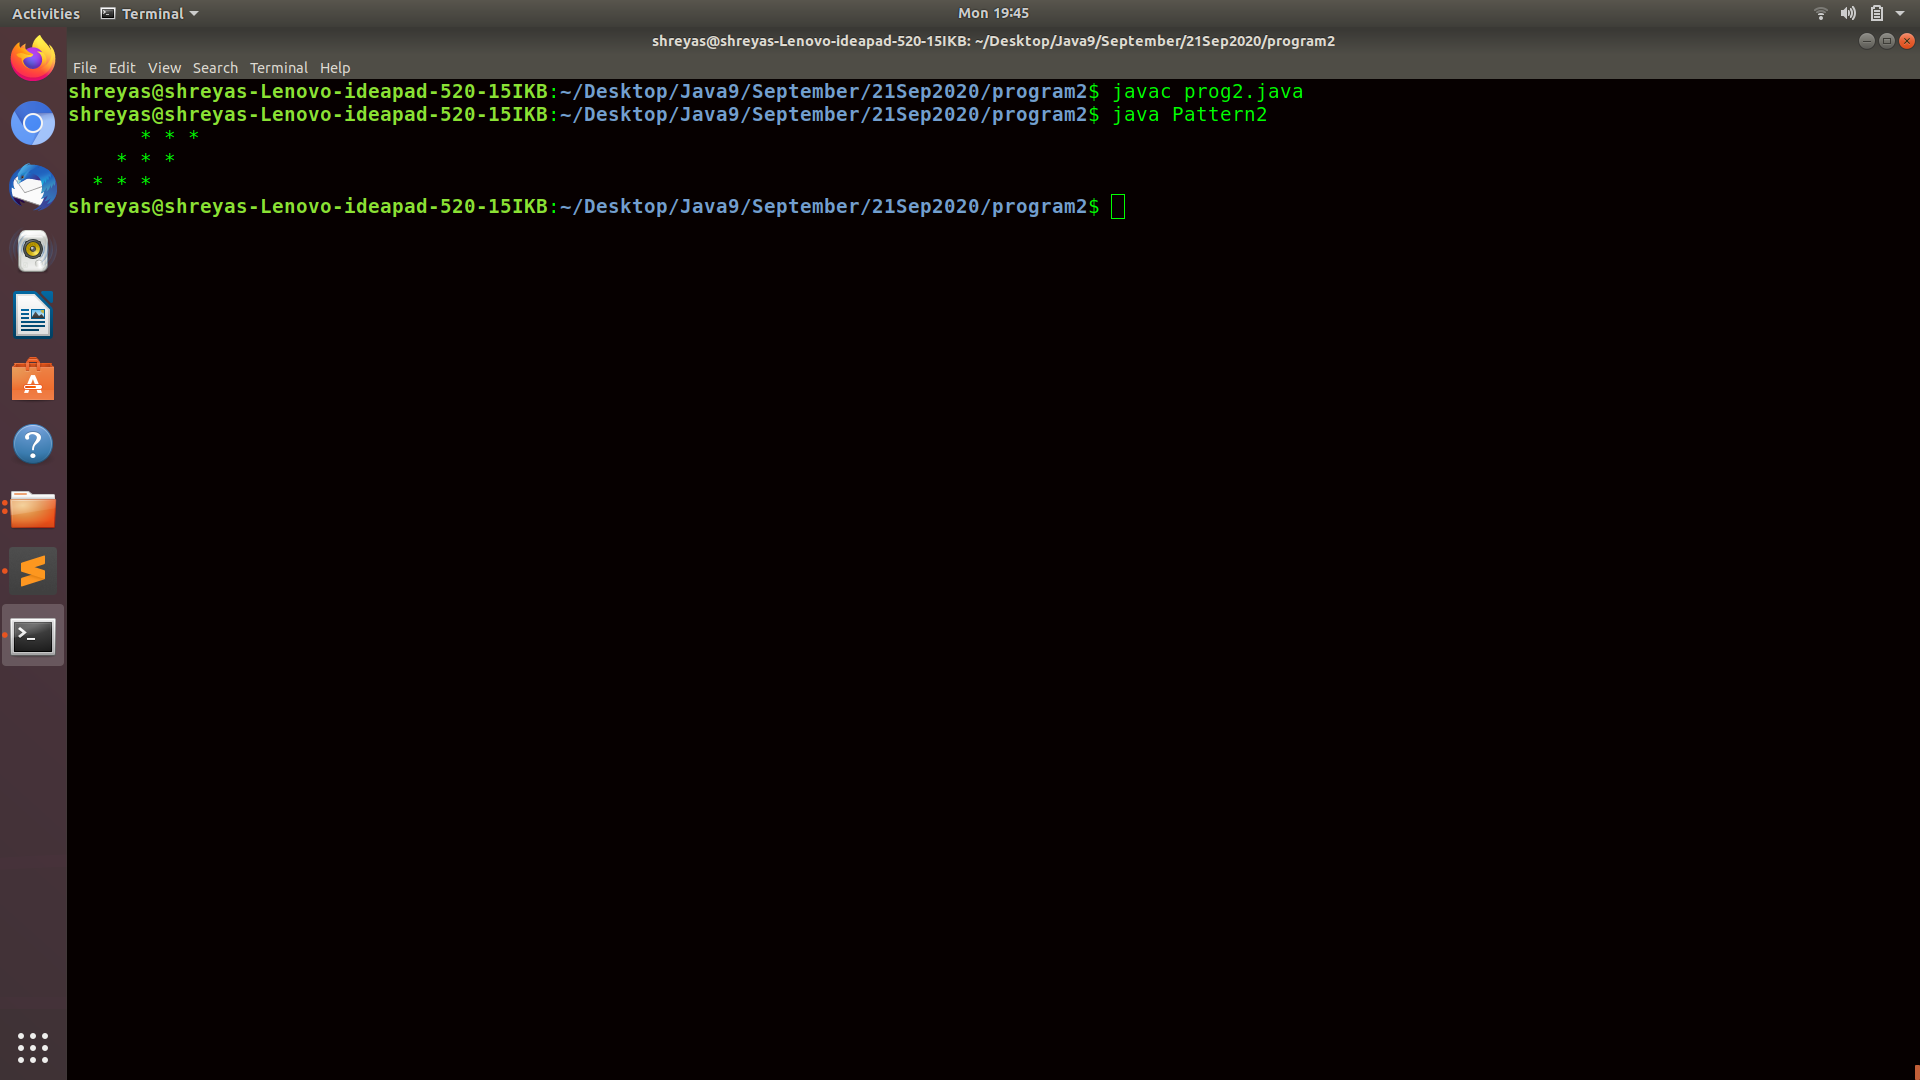 Activities Terminal Mon 19:45
shreyas@shreyas-Lenovo-ideapad-520-15IKB: ~/Desktop/Java9/September/21Sep2020/program2
File Edit View Search Terminal Help
shreyas@shreyas-Lenovo-ideapad-520-15IKB:~/Desktop/Java9/September/21Sep2020/program2$ javac prog2.java
shreyas@shreyas-Lenovo-ideapad-520-15IKB:~/Desktop/Java9/September/21Sep2020/program2$ java Pattern2
      * * *
    * * *
  * * *
shreyas@shreyas-Lenovo-ideapad-520-15IKB:~/Desktop/Java9/September/21Sep2020/program2$